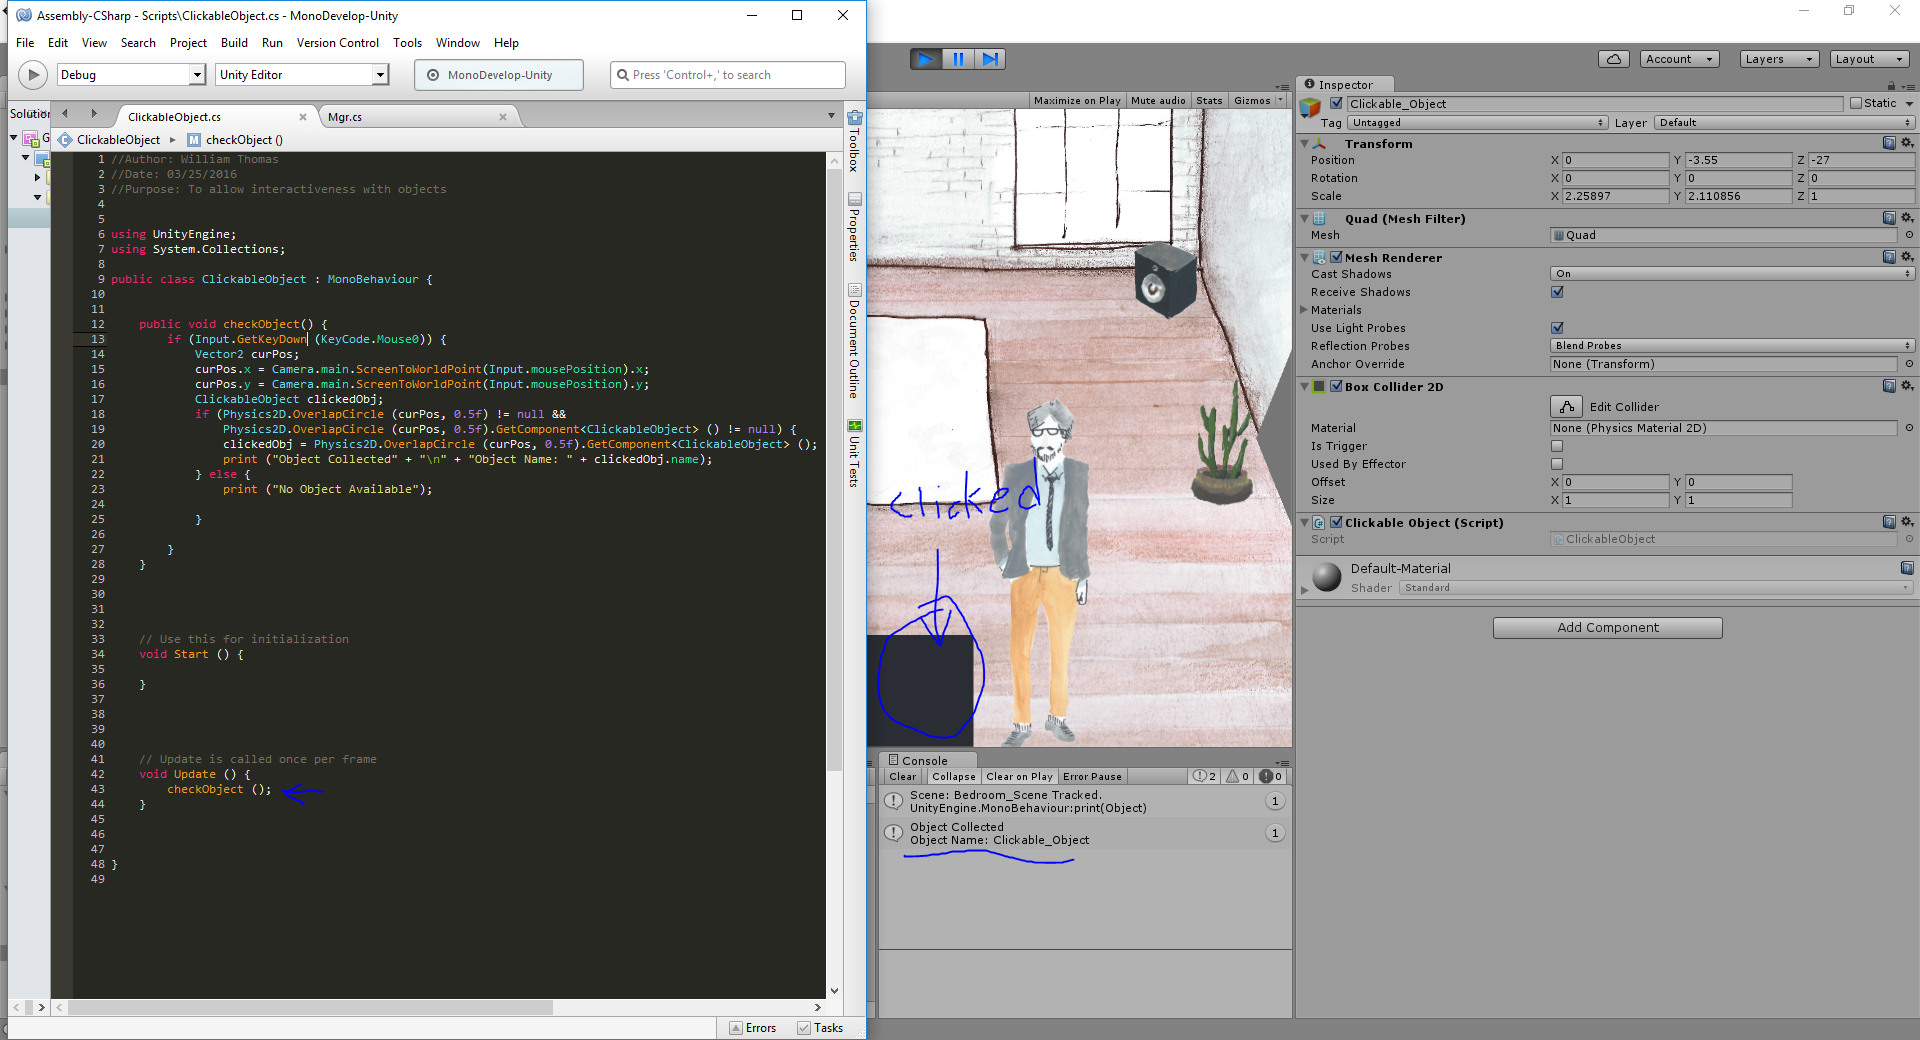 Assembly-CSharp - Scripts\ClickableObject.cs - MonoDevelop-Unity
File Edit View Search Project Build Run Version Control Tools Window Help
Debug
Unity Editor
MonoDevelop-Unity
Press 'Control+,' to search
Solution
ClickableObject.cs
Mgr.cs
ClickableObject
checkObject ()
G
1 //Author: William Thomas
2 //Date: 03/25/2016
3 //Purpose: To allow interactiveness with objects
4
5
6 using UnityEngine;
7 using System.Collections;
8
9 public class ClickableObject : MonoBehaviour {
10
11
12 public void checkObject() {
13 if (Input.GetKeyDown (KeyCode.Mouse0)) {
14 Vector2 curPos;
15 curPos.x = Camera.main.ScreenToWorldPoint(Input.mousePosition).x;
16 curPos.y = Camera.main.ScreenToWorldPoint(Input.mousePosition).y;
17 ClickableObject clickedObj;
18 if (Physics2D.OverlapCircle (curPos, 0.5f) != null &&
19 Physics2D.OverlapCircle (curPos, 0.5f).GetComponent<ClickableObject> () != null) {
20 clickedObj = Physics2D.OverlapCircle (curPos, 0.5f).GetComponent<ClickableObject> ();
21 print ("Object Collected" + "\n" + "Object Name: " + clickedObj.name);
22 } else {
23 print ("No Object Available");
24
25 }
26
27 }
28 }
29
30
31
32
33 // Use this for initialization
34 void Start () {
35
36 }
37
38
39
40
41 // Update is called once per frame
42 void Update () {
43 checkObject ();
44 }
45
46
47
48 }
49
Toolbox
Properties
Document Outline
Unit Tests
Errors
Tasks
Account
Layers
Layout
Maximize on Play Mute audio Stats Gizmos
clicked
Console
Clear Collapse Clear on Play Error Pause 2 0 0
Scene: Bedroom_Scene Tracked.
UnityEngine.MonoBehaviour:print(Object)
1
Object Collected
Object Name: Clickable_Object
1
Inspector
Clickable_Object
Static
Tag Untagged Layer Default
Transform
Position X 0 Y -3.55 Z -27
Rotation X 0 Y 0 Z 0
Scale X 2.25897 Y 2.110856 Z 1
Quad (Mesh Filter)
Mesh Quad
Mesh Renderer
Cast Shadows On
Receive Shadows
Materials
Use Light Probes
Reflection Probes Blend Probes
Anchor Override None (Transform)
Box Collider 2D
Edit Collider
Material None (Physics Material 2D)
Is Trigger
Used By Effector
Offset X 0 Y 0
Size X 1 Y 1
Clickable Object (Script)
Script ClickableObject
Default-Material
Shader Standard
Add Component